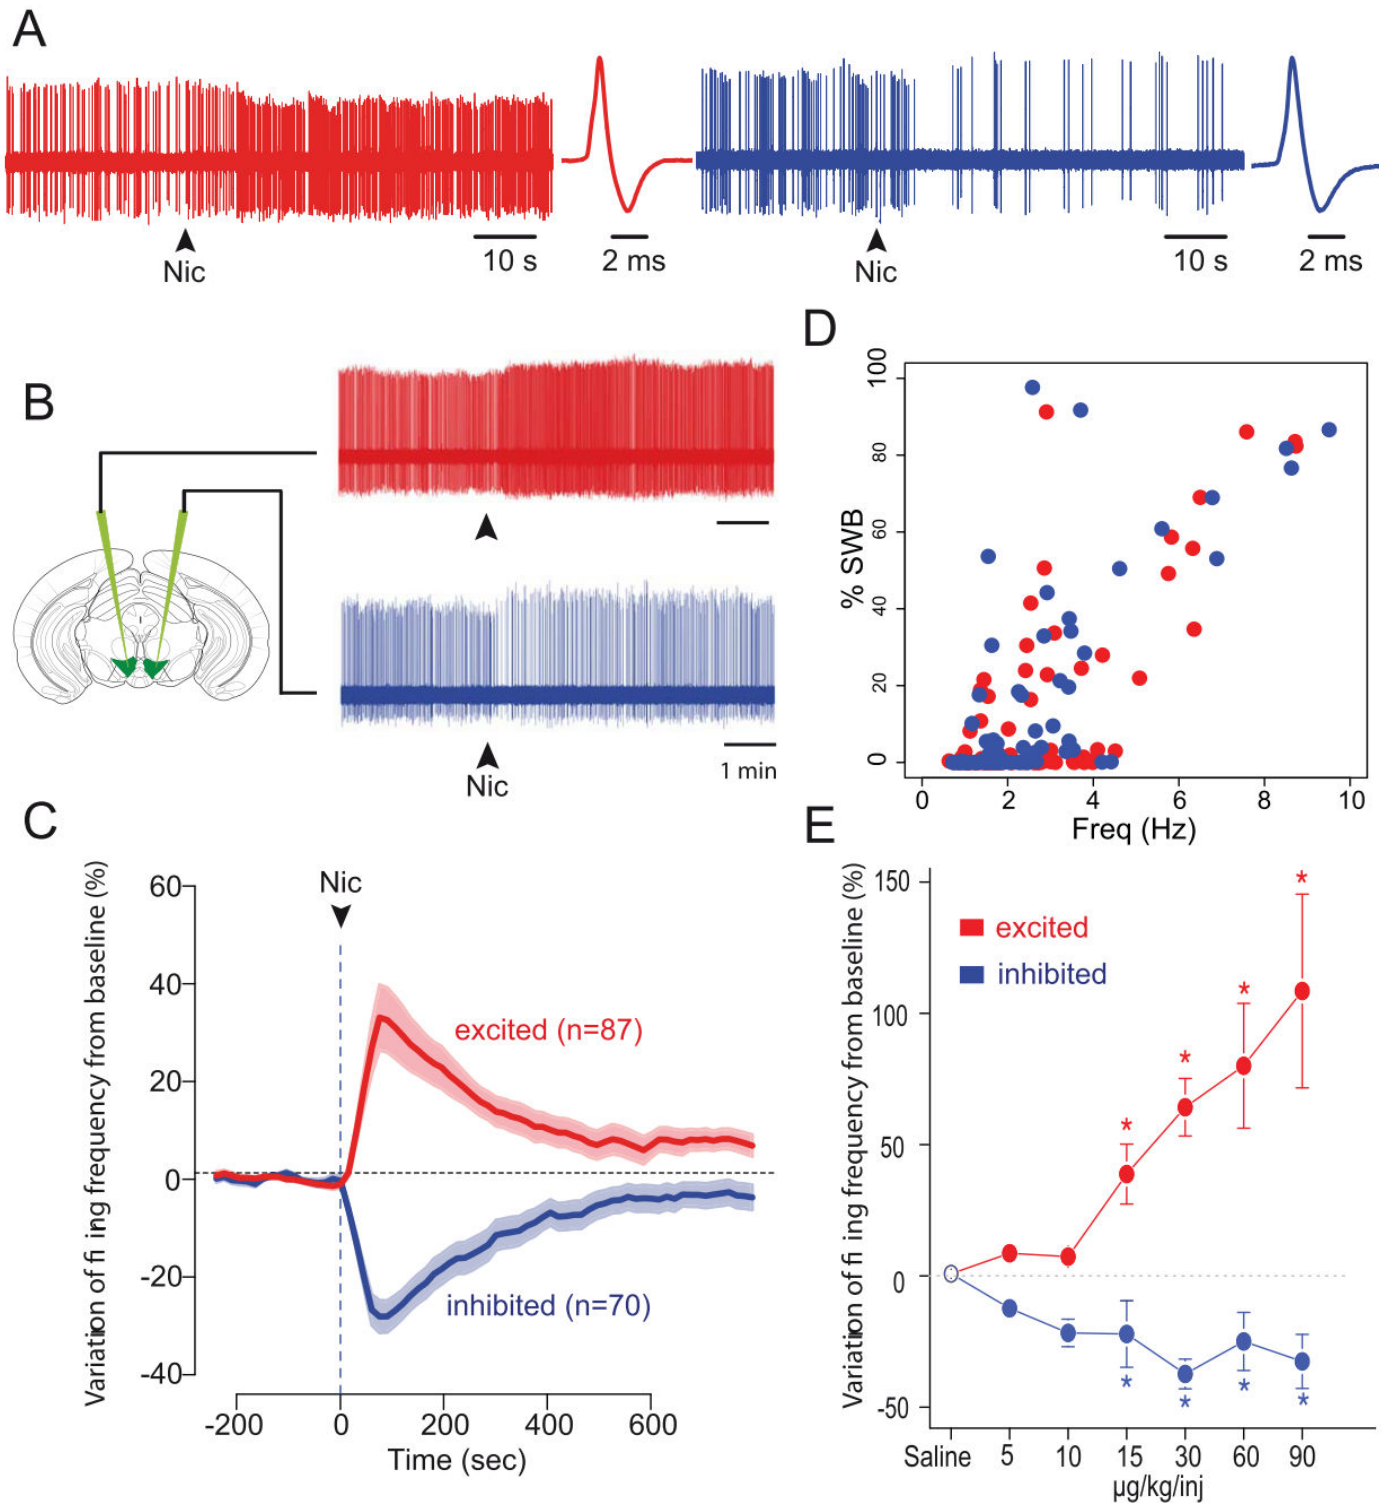 A
Nic
10 s
2 ms
Nic
10 s
2 ms
B
Nic
1 min
D
% SWB
100
80
60
40
20
0
0 2 4 6 8 10
Freq (Hz)
C
Variation of fi ing frequency from baseline (%)
Nic
60
40
20
0
-20
-40
excited (n=87)
inhibited (n=70)
-200 0 200 400 600
Time (sec)
E
Variation of fi ing frequency from baseline (%)
150
100
50
0
-50
excited
inhibited
* * * *
* * * *
Saline 5 10 15 30 60 90
µg/kg/inj